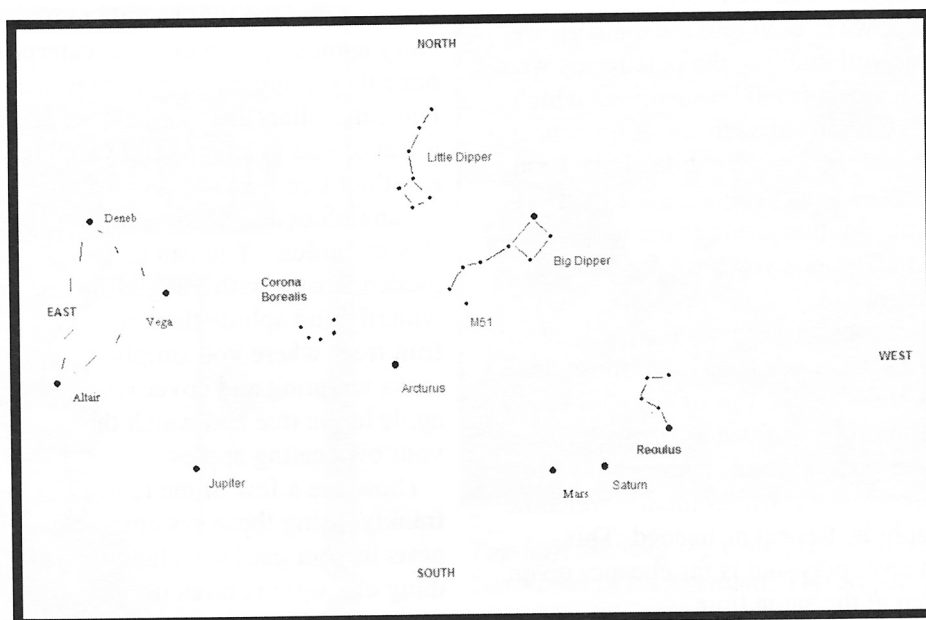 NORTH
Little Dipper
Deneb
Big Dipper
Corona
Borealis
EAST
Vega
M51
WEST
Arcturus
Altair
Reoulus
Jupiter
Mars
Saturn
SOUTH